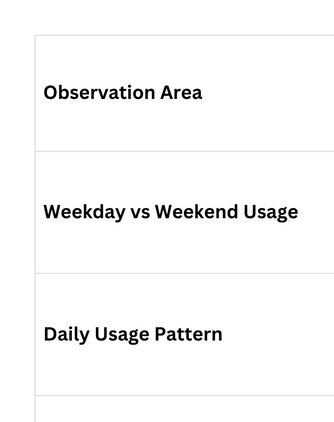 Observation Area
Weekday vs Weekend Usage
Daily Usage Pattern